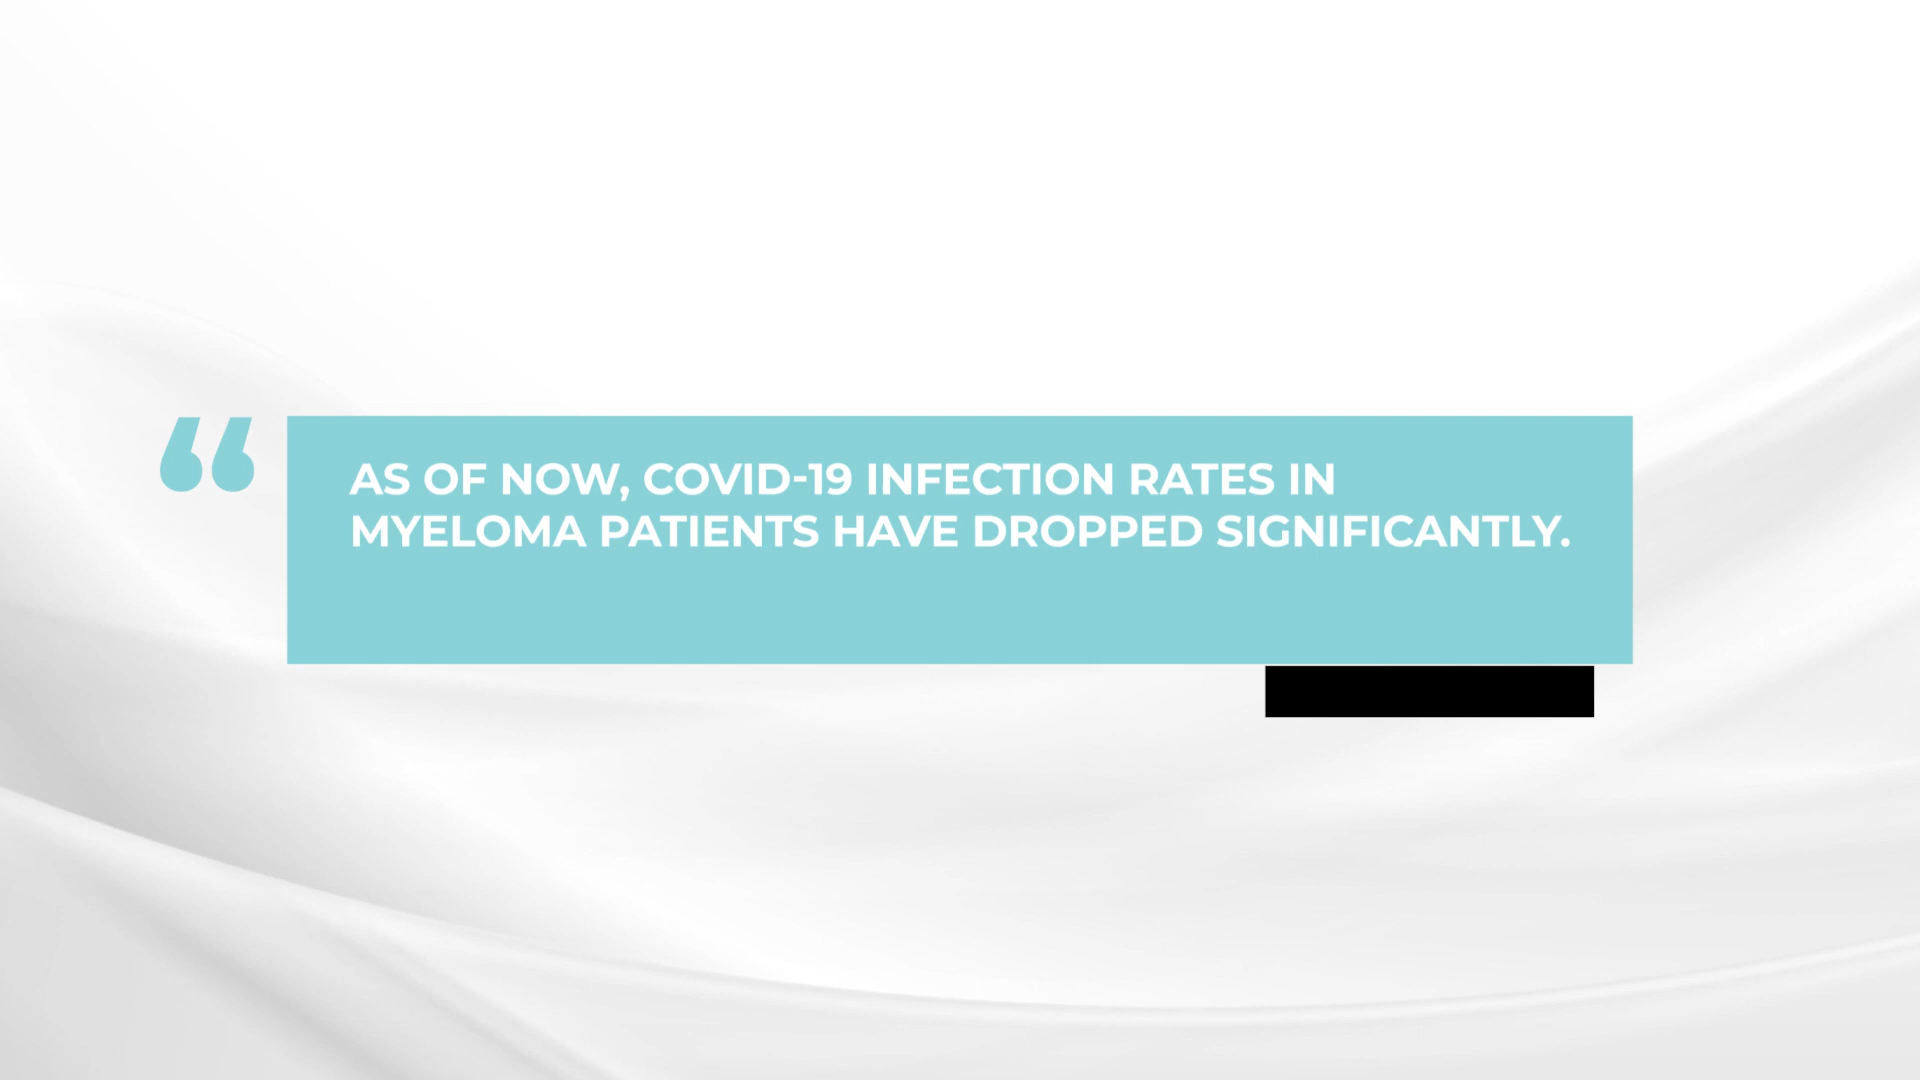 “
AS OF NOW, COVID-19 INFECTION RATES IN
MYELOMA PATIENTS HAVE DROPPED SIGNIFICANTLY.